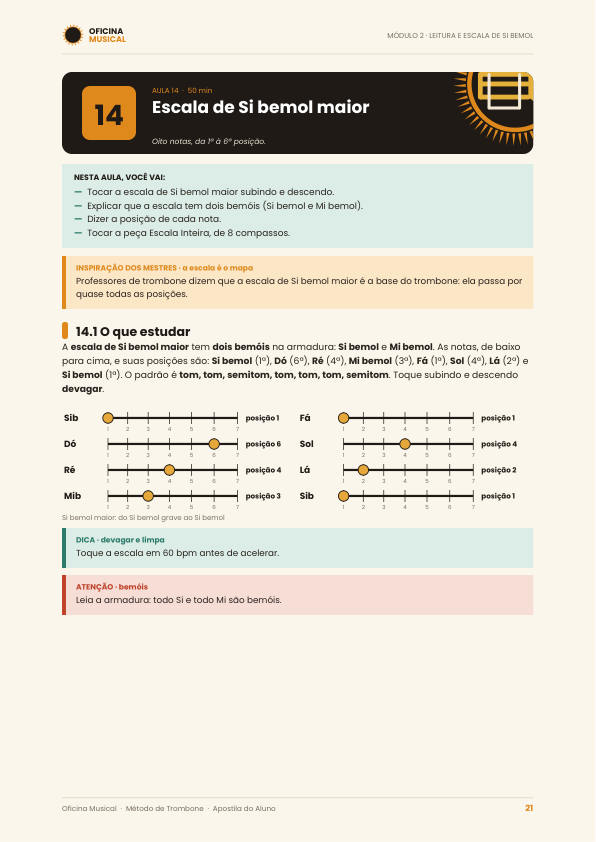 OFICINA
MUSICAL
MÓDULO 2 · LEITURA E ESCALA DE SI BEMOL
14
AULA 14 · 50 min
Escala de Si bemol maior
Oito notas, da 1ª à 6ª posição.
NESTA AULA, VOCÊ VAI:
— Tocar a escala de Si bemol maior subindo e descendo.
— Explicar que a escala tem dois bemóis (Si bemol e Mi bemol).
— Dizer a posição de cada nota.
— Tocar a peça Escala Inteira, de 8 compassos.
INSPIRAÇÃO DOS MESTRES · a escala é o mapa
Professores de trombone dizem que a escala de Si bemol maior é a base do trombone: ela passa por
quase todas as posições.
14.1 O que estudar
A escala de Si bemol maior tem dois bemóis na armadura: Si bemol e Mi bemol. As notas, de baixo
para cima, e suas posições são: Si bemol (1ª), Dó (6ª), Ré (4ª), Mi bemol (3ª), Fá (1ª), Sol (4ª), Lá (2ª) e
Si bemol (1ª). O padrão é tom, tom, semitom, tom, tom, tom, semitom. Toque subindo e descendo
devagar.
Sib 1 2 3 4 5 6 7 posição 1
Fá 1 2 3 4 5 6 7 posição 1
Dó 1 2 3 4 5 6 7 posição 6
Sol 1 2 3 4 5 6 7 posição 4
Ré 1 2 3 4 5 6 7 posição 4
Lá 1 2 3 4 5 6 7 posição 2
Mib 1 2 3 4 5 6 7 posição 3
Sib 1 2 3 4 5 6 7 posição 1
Si bemol maior: do Si bemol grave ao Si bemol
DICA · devagar e limpa
Toque a escala em 60 bpm antes de acelerar.
ATENÇÃO · bemóis
Leia a armadura: todo Si e todo Mi são bemóis.
Oficina Musical · Método de Trombone · Apostila do Aluno
21